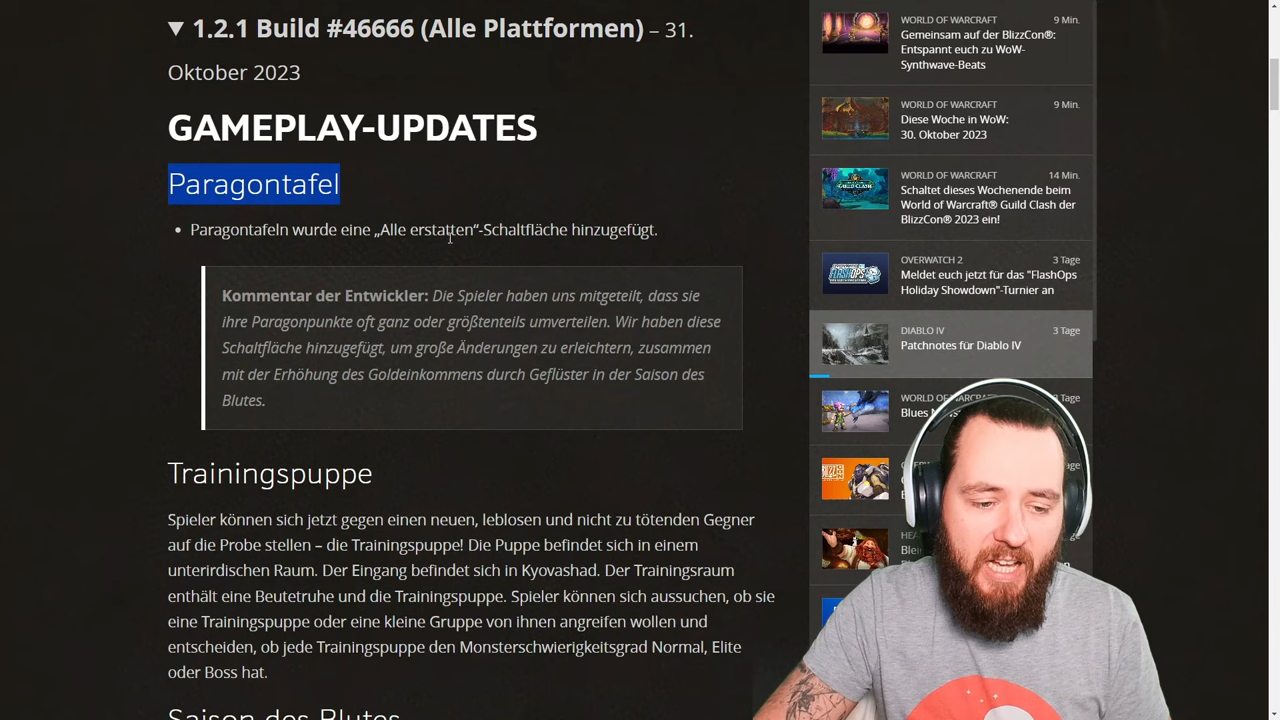 ▼ 1.2.1 Build #46666 (Alle Plattformen) – 31.
Oktober 2023
GAMEPLAY-UPDATES
Paragontafel
• Paragontafeln wurde eine „Alle erstatten“-Schaltfläche hinzugefügt.
Kommentar der Entwickler: Die Spieler haben uns mitgeteilt, dass sie
ihre Paragonpunkte oft ganz oder größtenteils umverteilen. Wir haben diese
Schaltfläche hinzugefügt, um große Änderungen zu erleichtern, zusammen
mit der Erhöhung des Goldeinkommens durch Geflüster in der Saison des
Blutes.
Trainingspuppe
Spieler können sich jetzt gegen einen neuen, leblosen und nicht zu tötenden Gegner
auf die Probe stellen – die Trainingspuppe! Die Puppe befindet sich in einem
unterirdischen Raum. Der Eingang befindet sich in Kyovashad. Der Trainingsraum
enthält eine Beutetruhe und die Trainingspuppe. Spieler können sich aussuchen, ob sie
eine Trainingspuppe oder eine kleine Gruppe von ihnen angreifen wollen und
entscheiden, ob jede Trainingspuppe den Monsterschwierigkeitsgrad Normal, Elite
oder Boss hat.
Saison des Blutes
WORLD OF WARCRAFT 9 Min.
Gemeinsam auf der BlizzCon®:
Entspannt euch zu WoW-
Synthwave-Beats
WORLD OF WARCRAFT 9 Min.
Diese Woche in WoW:
30. Oktober 2023
WORLD OF WARCRAFT 14 Min.
Schaltet dieses Wochenende beim
World of Warcraft® Guild Clash der
BlizzCon® 2023 ein!
OVERWATCH 2 3 Tage
Meldet euch jetzt für das "FlashOps
Holiday Showdown"-Turnier an
DIABLO IV 3 Tage
Patchnotes für Diablo IV
WORLD OF WARCRAFT Tage
Blues